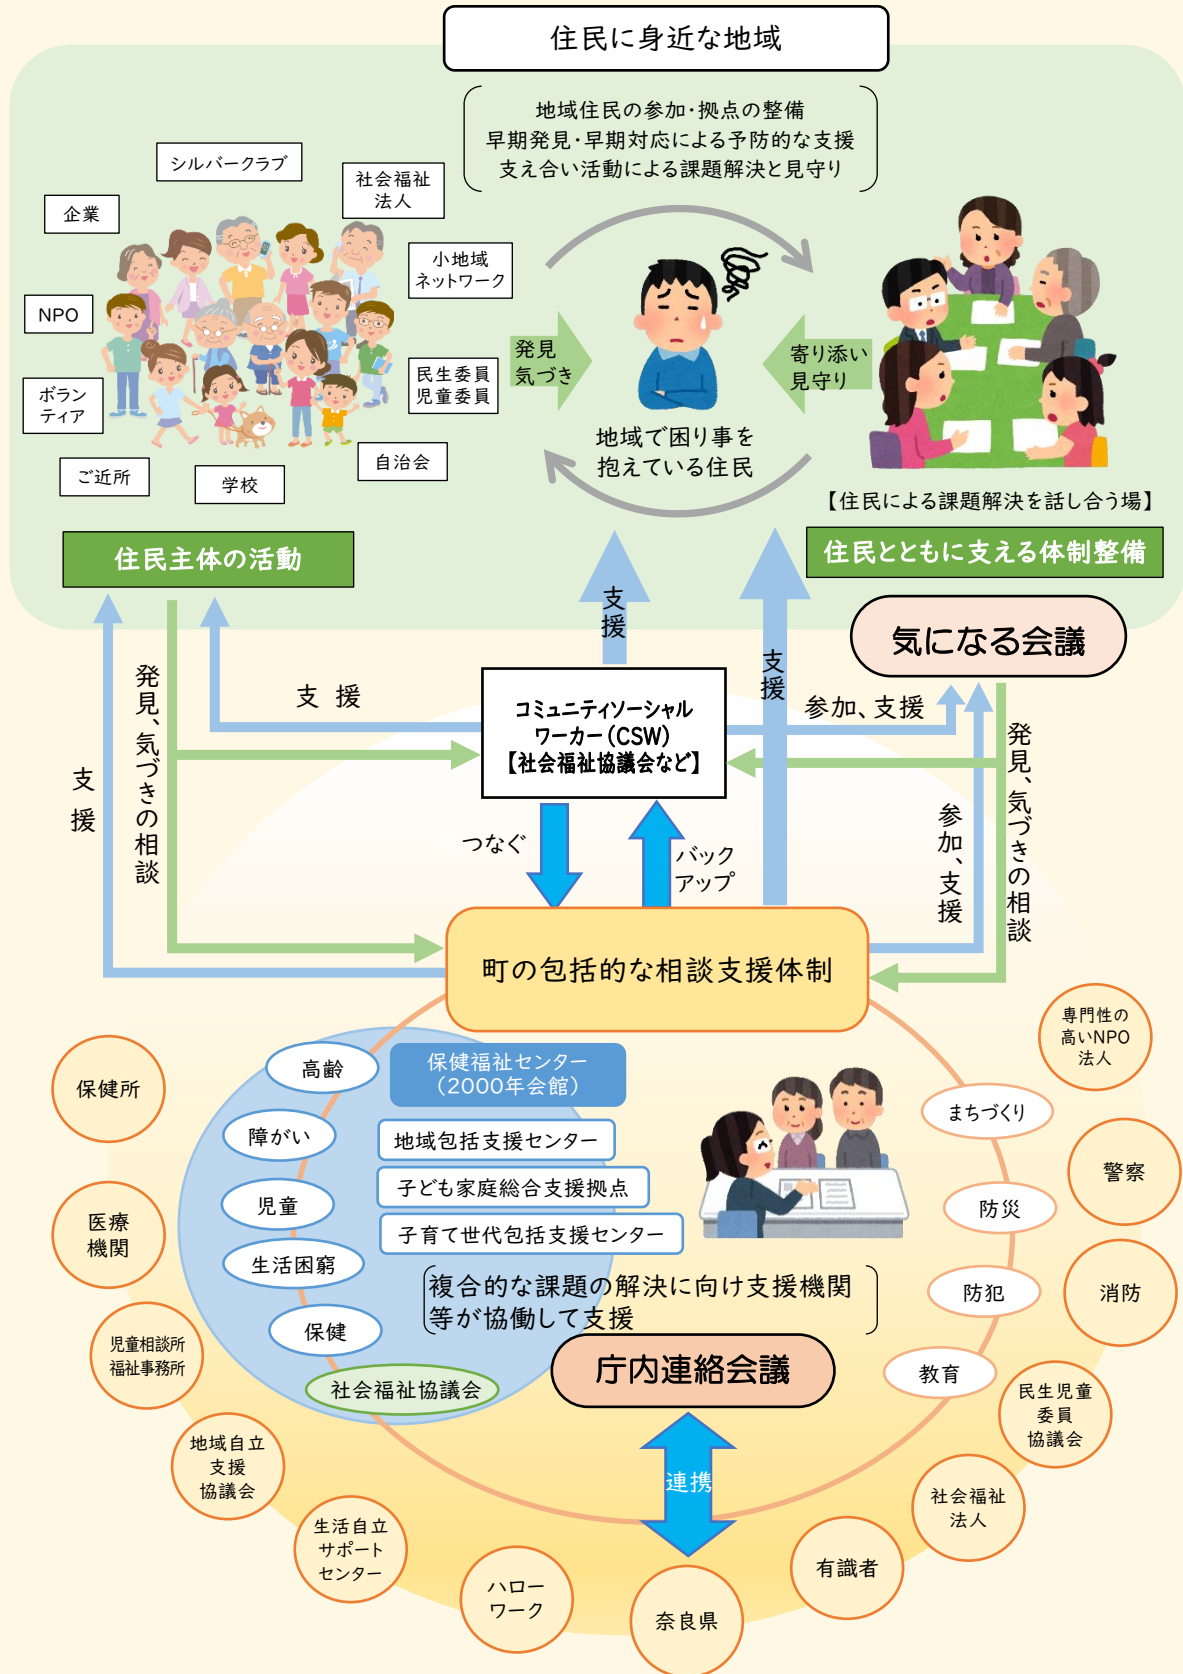 住民に身近な地域
地域住民の参加・拠点の整備
早期発見・早期対応による予防的な支援
支え合い活動による課題解決と見守り
シルバークラブ
社会福祉
法人
企業
小地域
ネットワーク
NPO
民生委員
児童委員
ボラン
ティア
自治会
ご近所
学校
発見
気づき
寄り添い
見守り
地域で困り事を
抱えている住民
【住民による課題解決を話し合う場】
住民主体の活動
住民とともに支える体制整備
気になる会議
支援
支援
支 援
発見、気づきの相談
支援
コミュニティソーシャル
ワーカー（CSW）
【社会福祉協議会など】
参加、支援
発見、気づきの相談
参加、支援
つなぐ
バック
アップ
町の包括的な相談支援体制
高齢
保健福祉センター
（2000年会館）
障がい
地域包括支援センター
児童
子ども家庭総合支援拠点
生活困窮
子育て世代包括支援センター
保健
複合的な課題の解決に向け支援機関
等が協働して支援
社会福祉協議会
庁内連絡会議
まちづくり
防災
防犯
教育
連携
保健所
医療
機関
児童相談所
福祉事務所
地域自立
支援
協議会
生活自立
サポート
センター
ハロー
ワーク
奈良県
有識者
社会福祉
法人
民生児童
委員
協議会
消防
警察
専門性の
高いNPO
法人